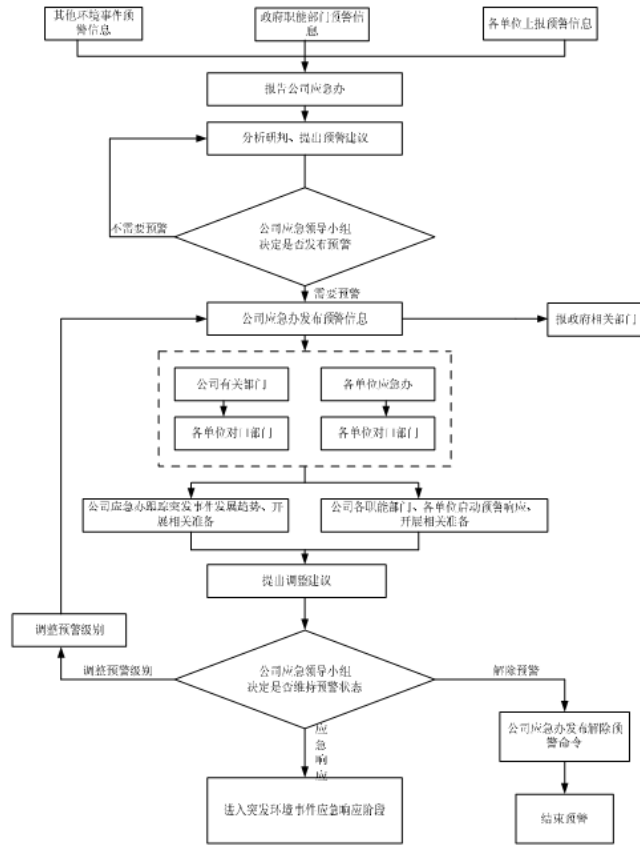 其他环境事件预
警信息
政府职能部门预警信
息
各单位上报预警信息
报告公司应急办
分析研判、提出预警建议
不需要预警
公司应急领导小组
决定是否发布预警
需要预警
公司应急办发布预警信息
报政府相关部门
公司有关部门
各单位应急办
各单位对口部门
各单位对口部门
公司应急办跟踪突发事件发展趋势、开
展相关准备
公司各职能部门、各单位启动预警响应、
开展相关准备
提出调整建议
调整预警级别
调整预警级别
公司应急领导小组
决定是否维持预警状态
解除预警
公司应急办发布解除预
警命令
应
急
响
应
进入突发环境事件应急响应阶段
结束预警